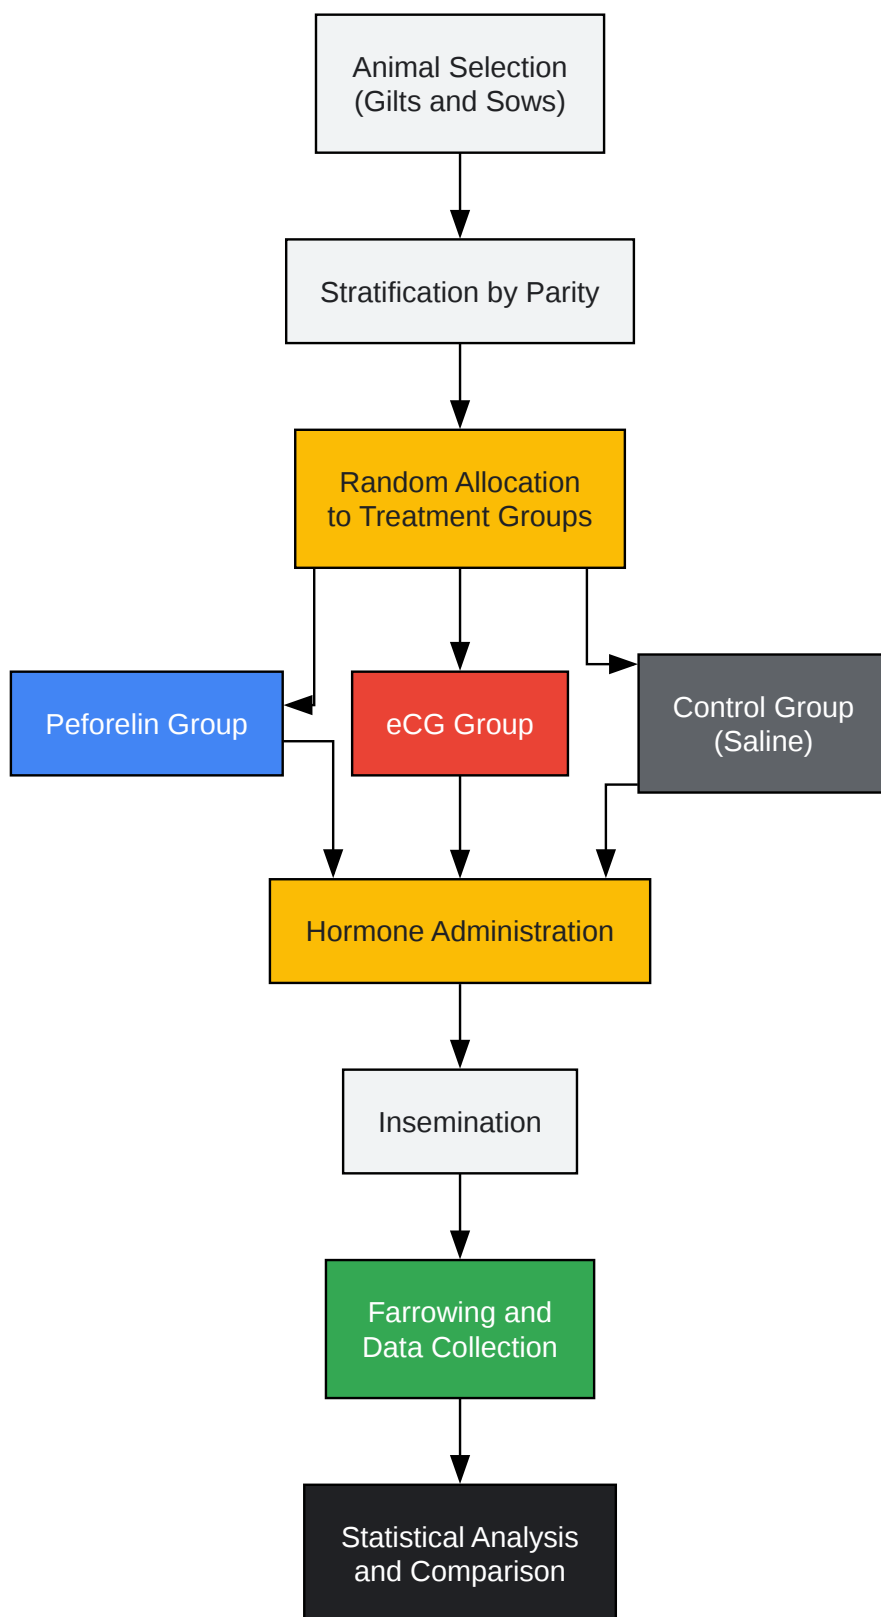 Animal Selection
(Gilts and Sows)
Stratification by Parity
Random Allocation
to Treatment Groups
Peforelin Group
eCG Group
Control Group
(Saline)
Hormone Administration
Insemination
Farrowing and
Data Collection
Statistical Analysis
and Comparison